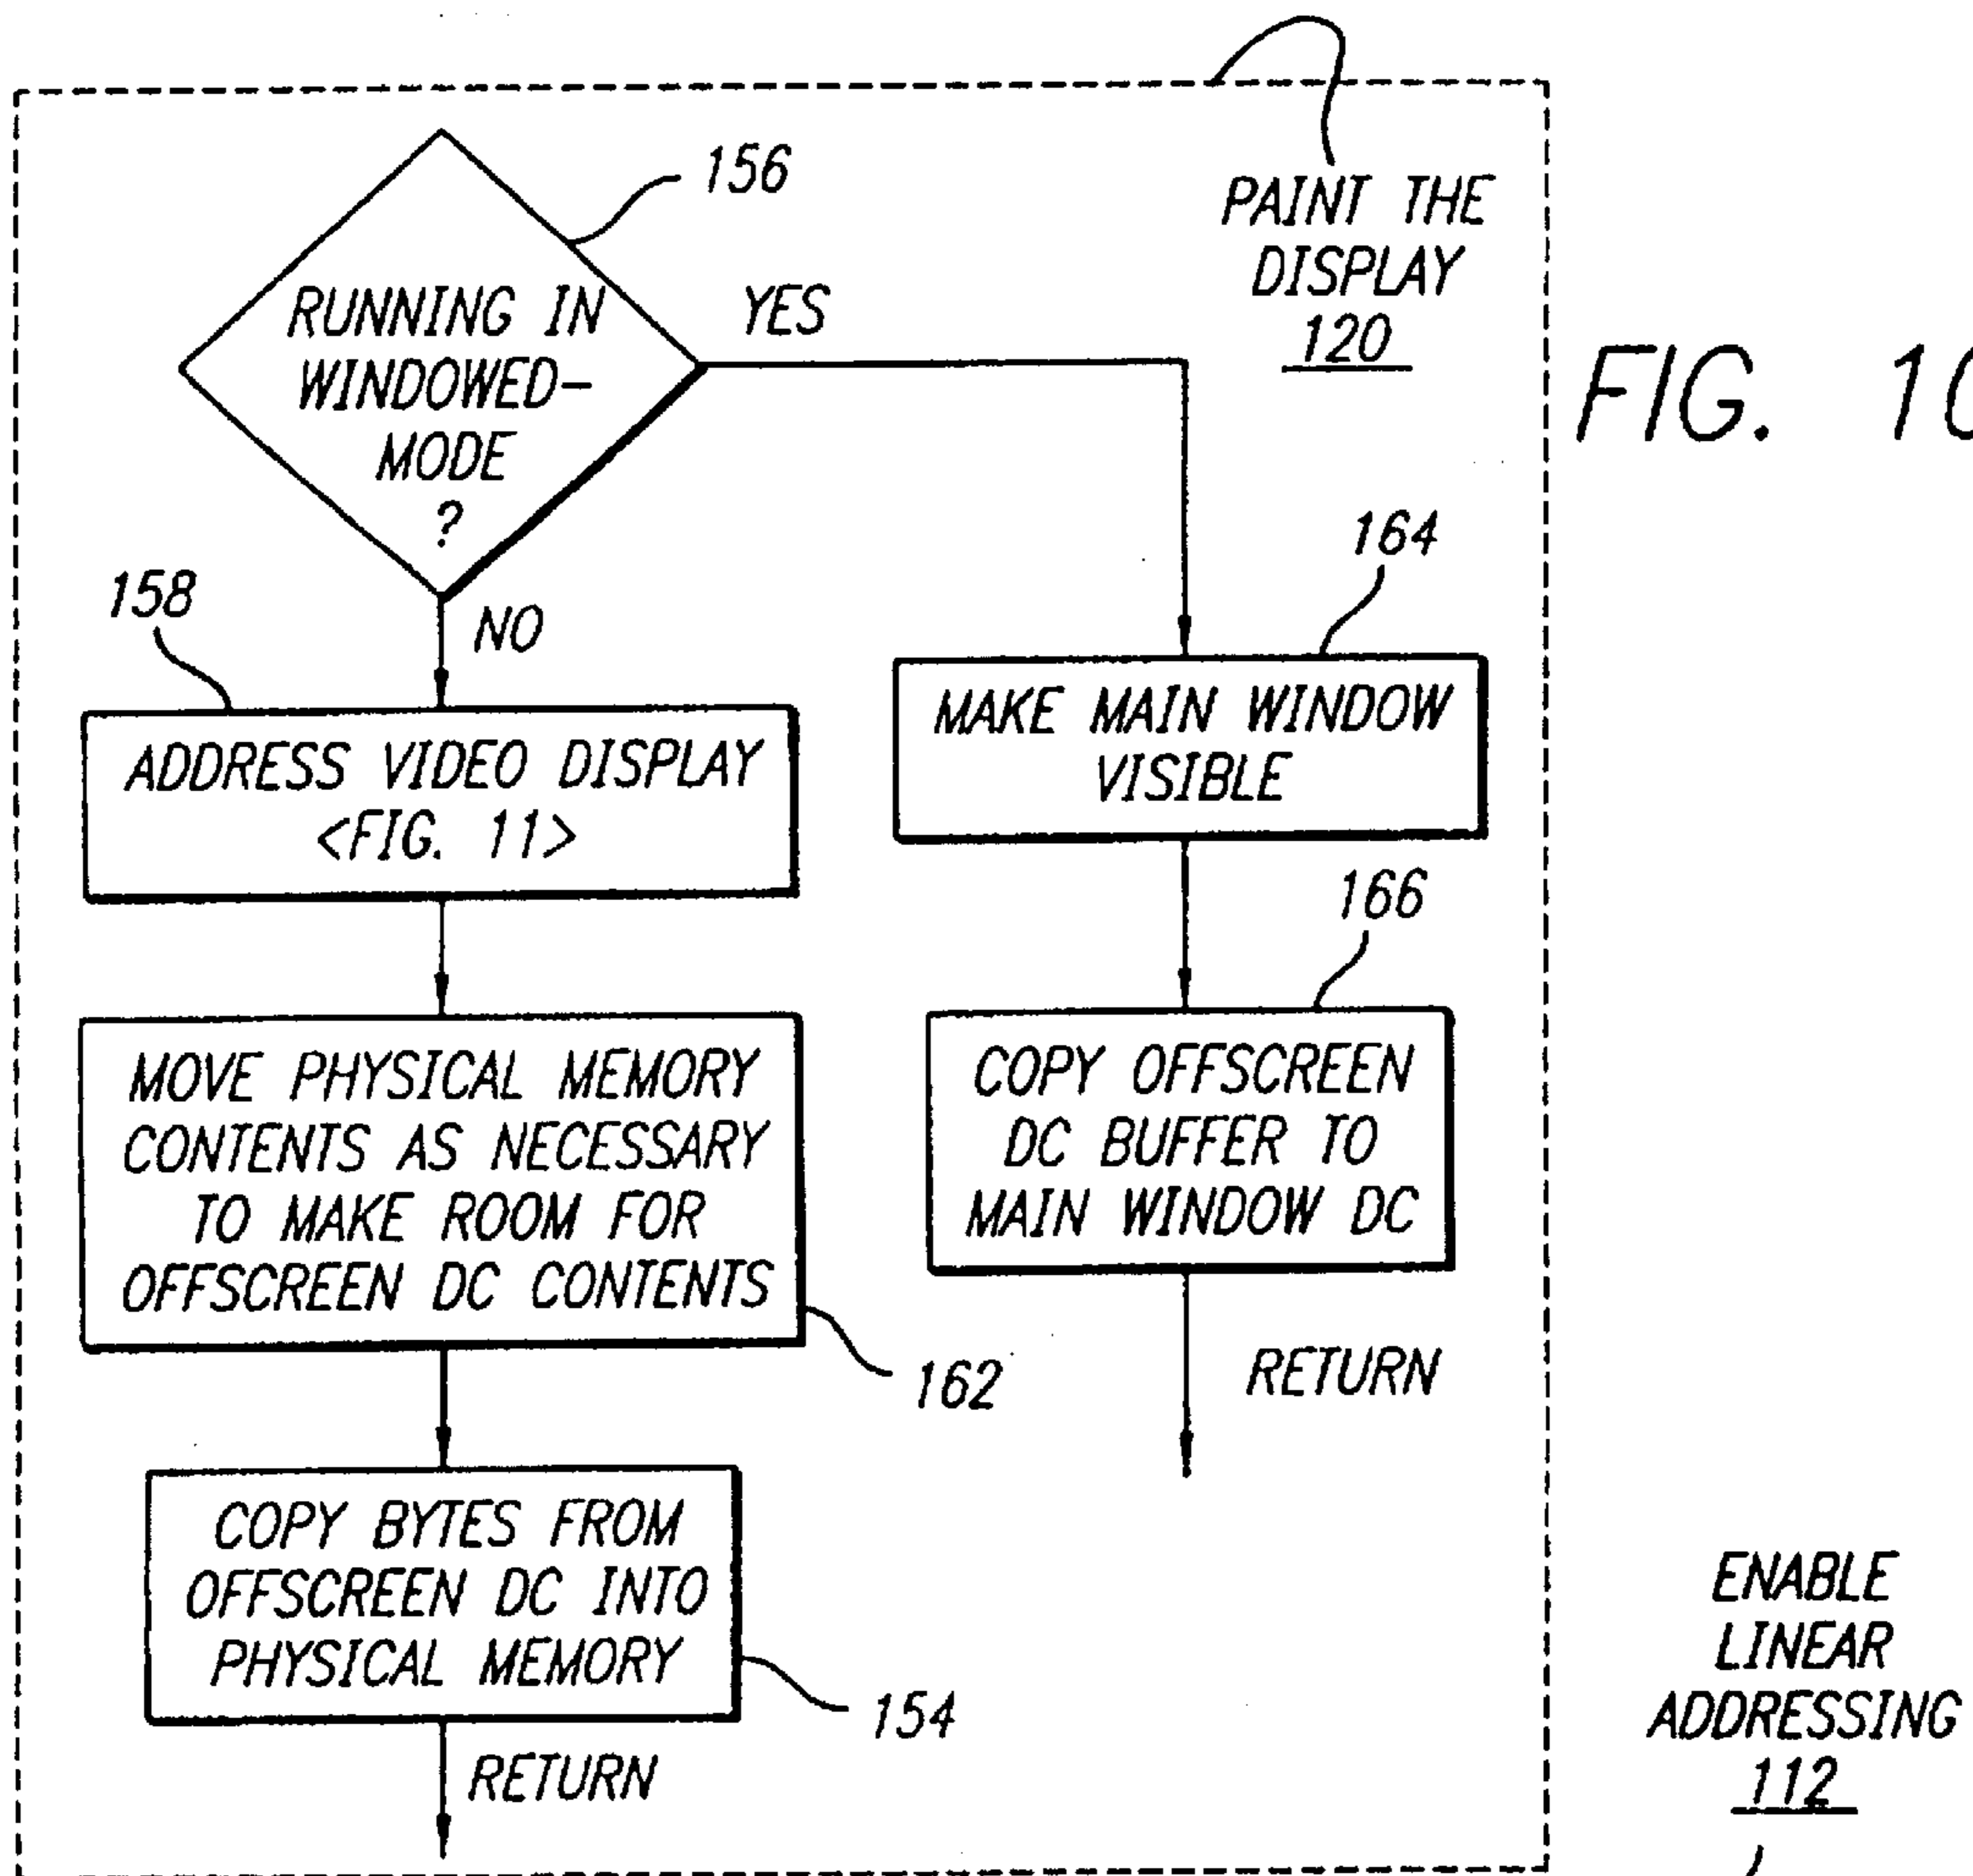 156
PAINT THE
DISPLAY
120
RUNNING IN
WINDOWED-
MODE
?
YES
FIG. 10
158
NO
164
ADDRESS VIDEO DISPLAY
<FIG. 11>
MAKE MAIN WINDOW
VISIBLE
166
MOVE PHYSICAL MEMORY
CONTENTS AS NECESSARY
TO MAKE ROOM FOR
OFFSCREEN DC CONTENTS
COPY OFFSCREEN
DC BUFFER TO
MAIN WINDOW DC
162
RETURN
COPY BYTES FROM
OFFSCREEN DC INTO
PHYSICAL MEMORY
154
RETURN
ENABLE
LINEAR
ADDRESSING
112